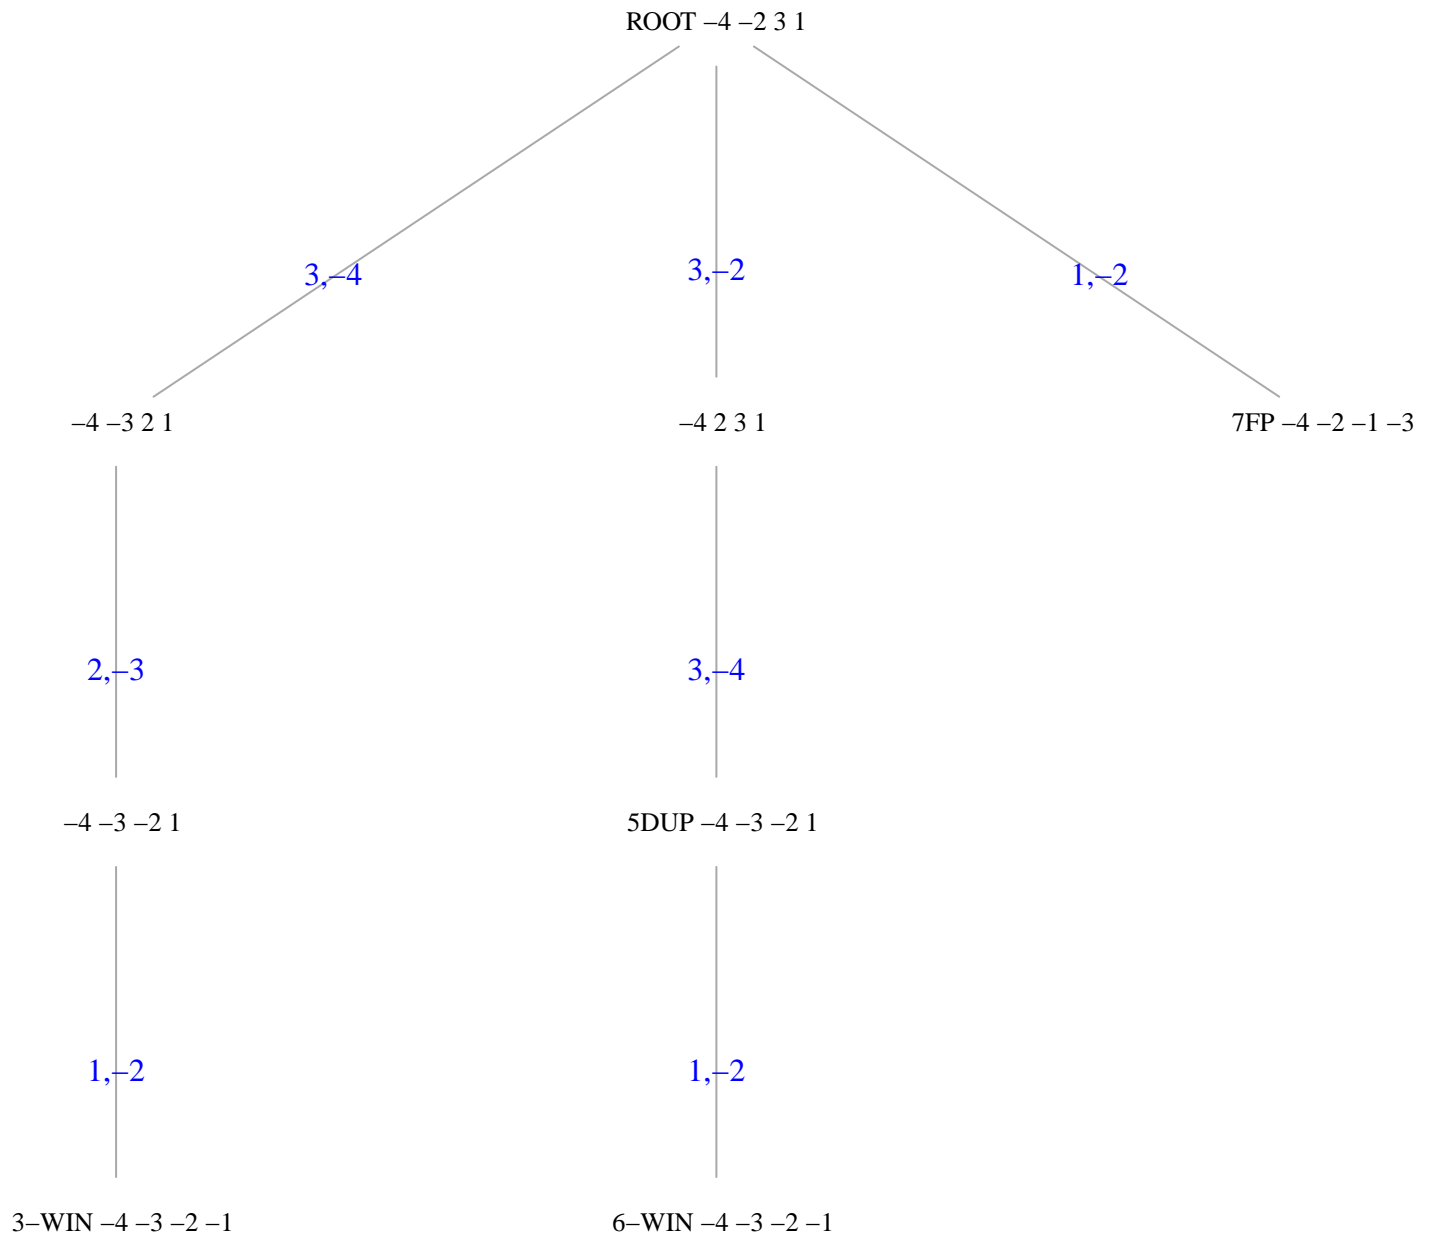 ROOT –4 –2 3 1
3,–4
3,–2
1,–2
–4 –3 2 1
–4 2 3 1
7FP –4 –2 –1 –3
2,–3
3,–4
–4 –3 –2 1
5DUP –4 –3 –2 1
1,–2
1,–2
3–WIN –4 –3 –2 –1
6–WIN –4 –3 –2 –1